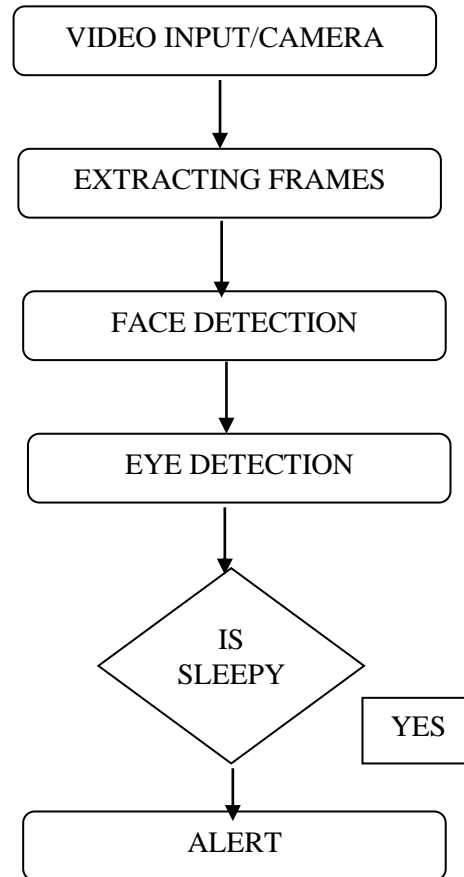 VIDEO INPUT/CAMERA
EXTRACTING FRAMES
FACE DETECTION
EYE DETECTION
IS
SLEEPY
YES
ALERT